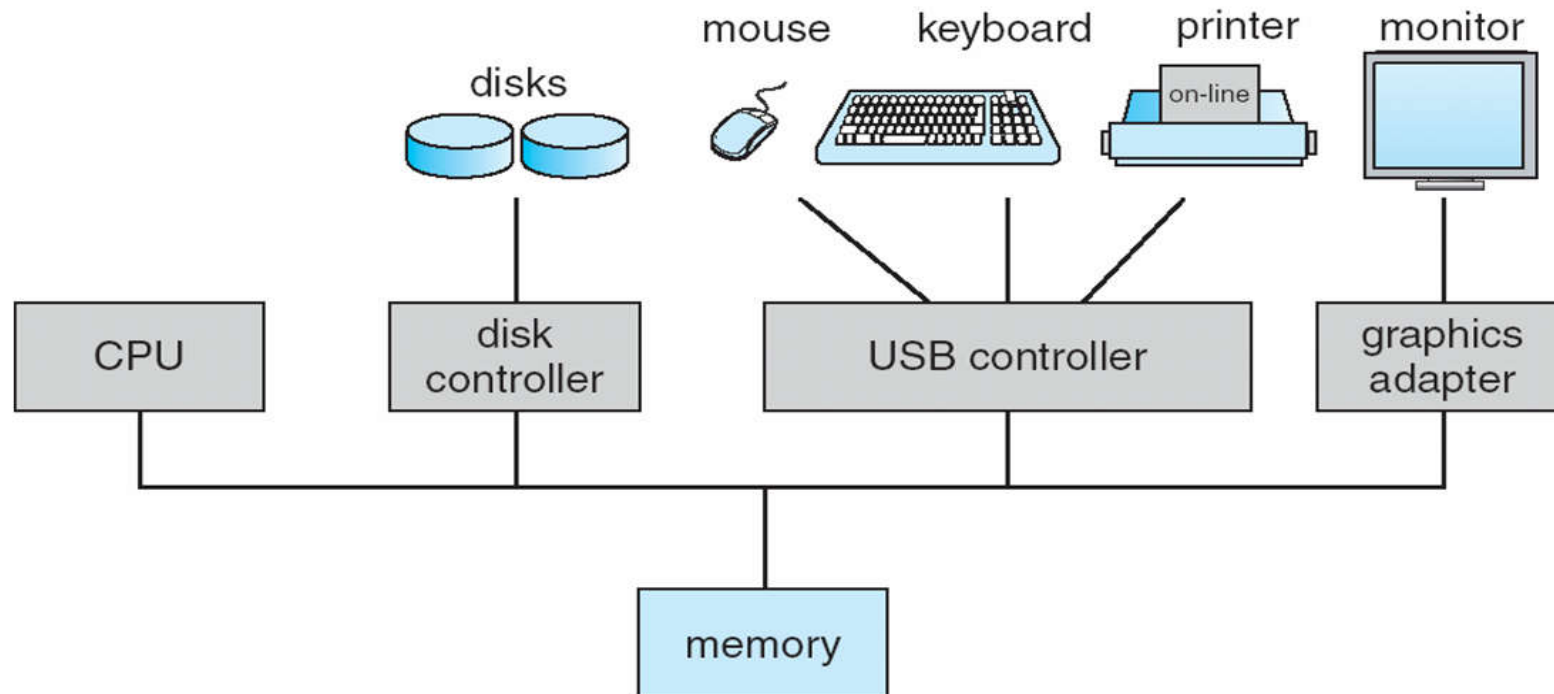 mouse
keyboard
printer
monitor
disks
on-line
CPU
disk
controller
USB controller
graphics
adapter
memory